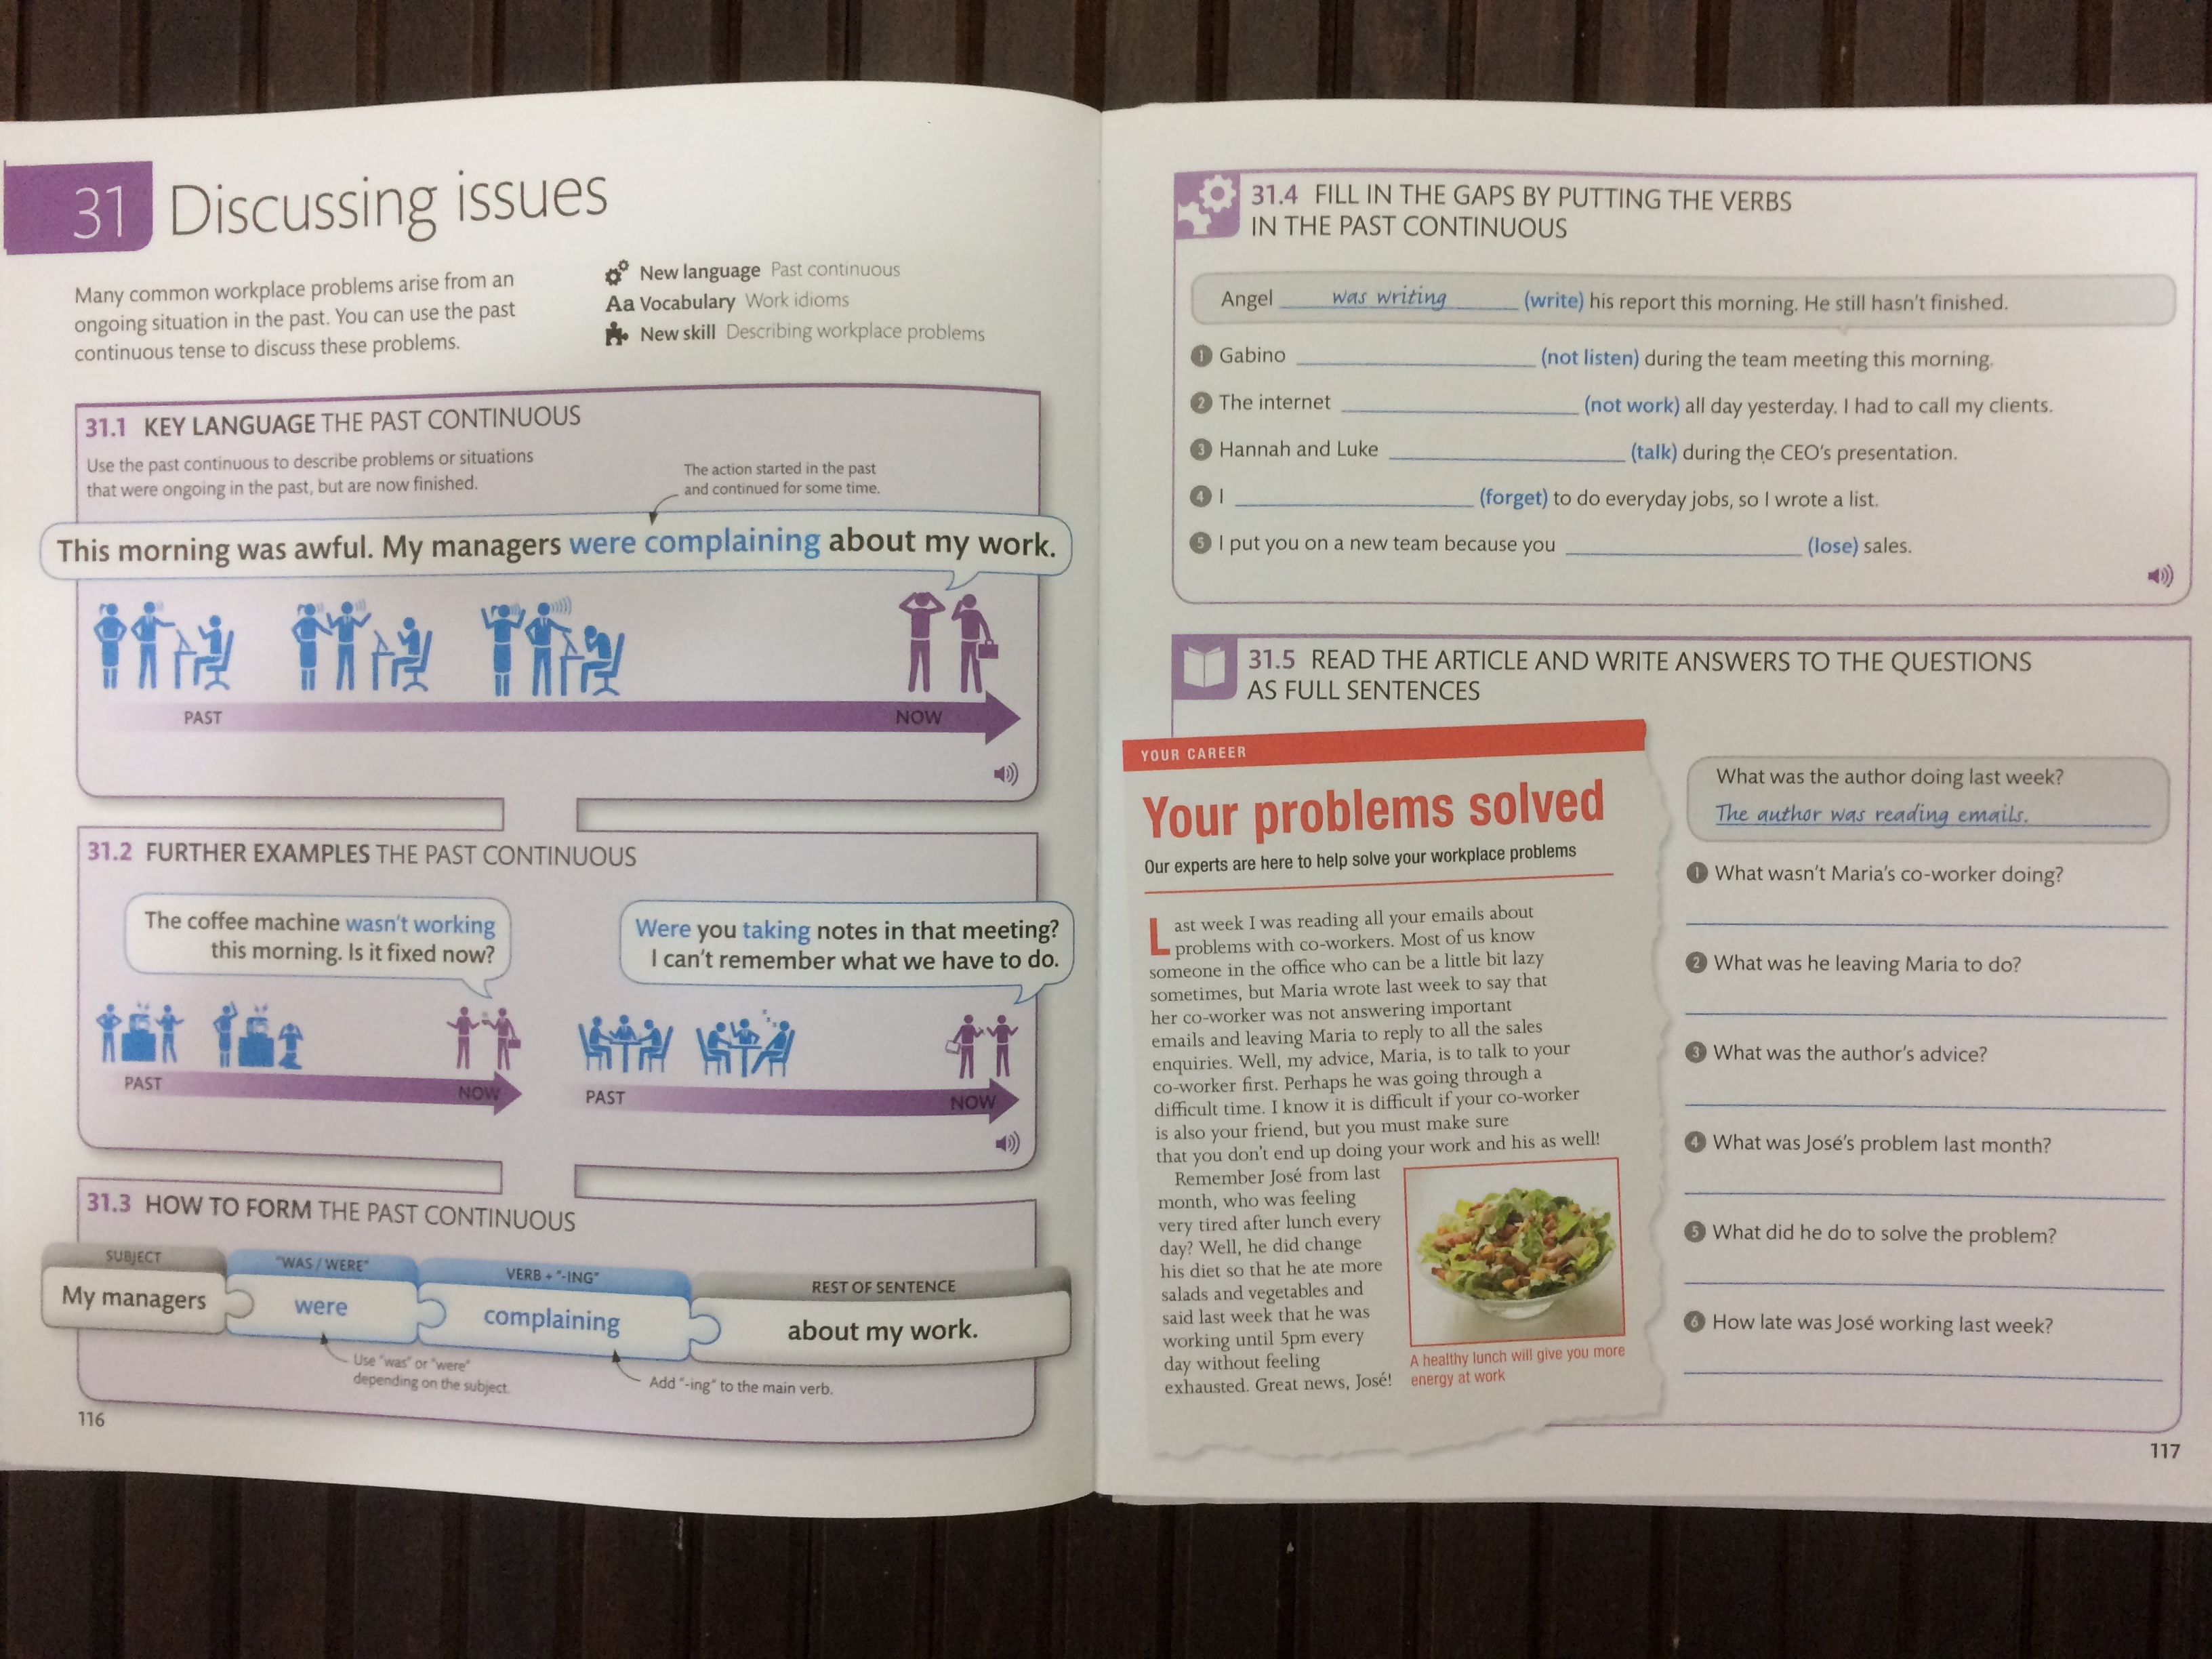 31 Discussing issues
Many common workplace problems arise from an
ongoing situation in the past. You can use the past
continuous tense to discuss these problems.
New language Past continuous
Aa Vocabulary Work idioms
New skill Describing workplace problems
31.1 KEY LANGUAGE THE PAST CONTINUOUS
Use the past continuous to describe problems or situations
that were ongoing in the past, but are now finished.
The action started in the past
and continued for some time.
This morning was awful. My managers were complaining about my work.
PAST
NOW
31.2 FURTHER EXAMPLES THE PAST CONTINUOUS
The coffee machine wasn't working
this morning. Is it fixed now?
PAST
NOW
Were you taking notes in that meeting?
I can't remember what we have to do.
PAST
NOW
31.3 HOW TO FORM THE PAST CONTINUOUS
SUBJECT
"WAS / WERE"
VERB + "-ING"
REST OF SENTENCE
My managers
were
complaining
about my work.
Use "was" or "were"
depending on the subject.
Add "-ing" to the main verb.
116
31.4 FILL IN THE GAPS BY PUTTING THE VERBS
IN THE PAST CONTINUOUS
Angel was writing (write) his report this morning. He still hasn't finished.
1 Gabino (not listen) during the team meeting this morning.
2 The internet (not work) all day yesterday. I had to call my clients.
3 Hannah and Luke (talk) during the CEO's presentation.
4 I (forget) to do everyday jobs, so I wrote a list.
5 I put you on a new team because you (lose) sales.
31.5 READ THE ARTICLE AND WRITE ANSWERS TO THE QUESTIONS
AS FULL SENTENCES
YOUR CAREER
Your problems solved
Our experts are here to help solve your workplace problems
Last week I was reading all your emails about
problems with co-workers. Most of us know
someone in the office who can be a little bit lazy
sometimes, but Maria wrote last week to say that
her co-worker was not answering important
emails and leaving Maria to reply to all the sales
enquiries. Well, my advice, Maria, is to talk to your
co-worker first. Perhaps he was going through a
difficult time. I know it is difficult if your co-worker
is also your friend, but you must make sure
that you don't end up doing your work and his as well!
Remember José from last
month, who was feeling
very tired after lunch every
day? Well, he did change
his diet so that he ate more
salads and vegetables and
said last week that he was
working until 5pm every
day without feeling
exhausted. Great news, José!
A healthy lunch will give you more
energy at work
What was the author doing last week?
The author was reading emails.
1 What wasn't Maria's co-worker doing?
2 What was he leaving Maria to do?
3 What was the author's advice?
4 What was José's problem last month?
5 What did he do to solve the problem?
6 How late was José working last week?
117